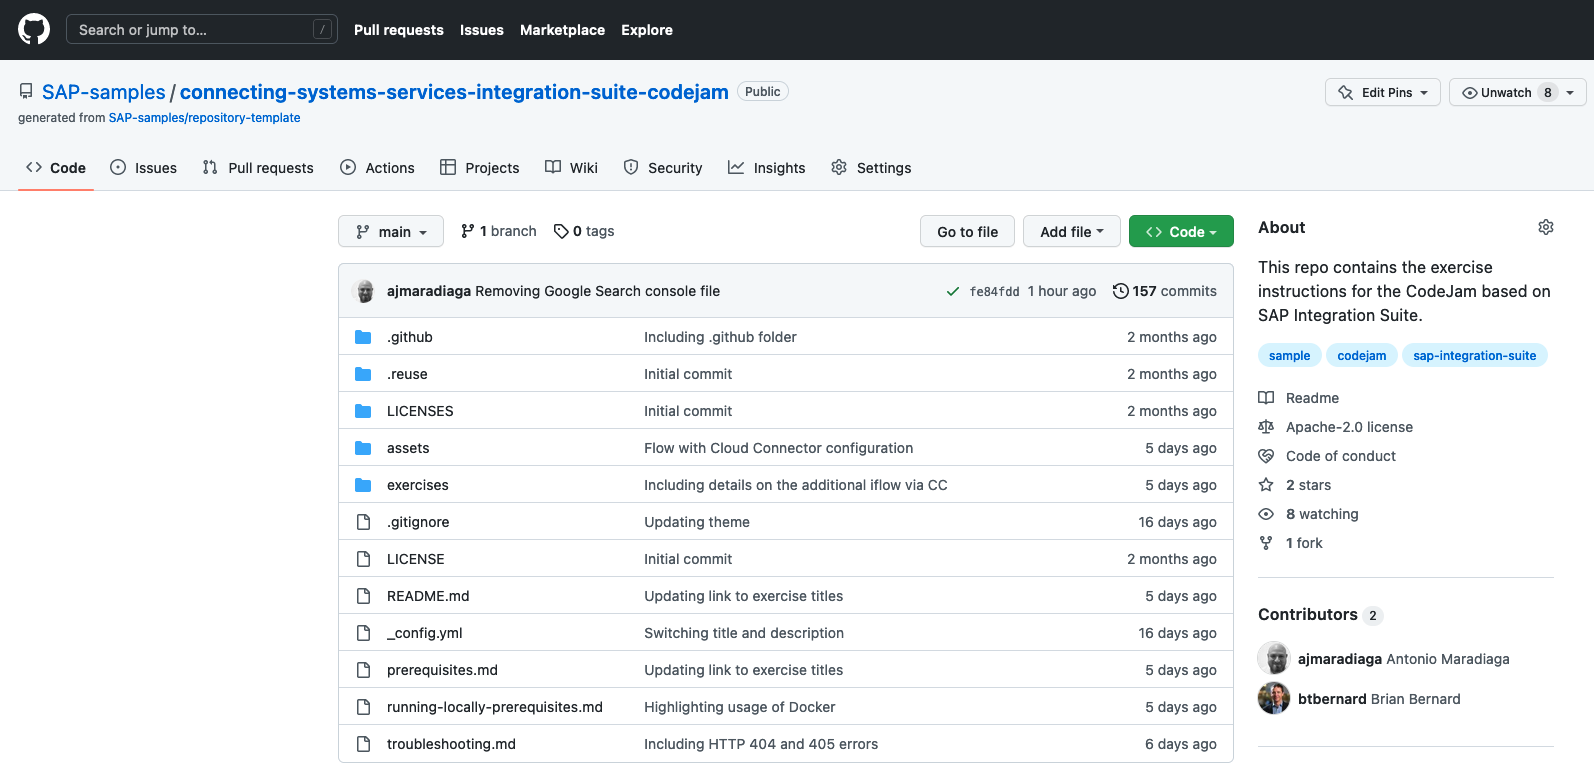 Search or jump to... /
Pull requests Issues Marketplace Explore
SAP-samples / connecting-systems-services-integration-suite-codejam Public
Edit Pins Unwatch 8
generated from SAP-samples/repository-template
Code Issues Pull requests Actions Projects Wiki Security Insights Settings
main 1 branch 0 tags
Go to file Add file Code
ajmaradiaga Removing Google Search console file fe84fdd 1 hour ago 157 commits
.github Including .github folder 2 months ago
.reuse Initial commit 2 months ago
LICENSES Initial commit 2 months ago
assets Flow with Cloud Connector configuration 5 days ago
exercises Including details on the additional iflow via CC 5 days ago
.gitignore Updating theme 16 days ago
LICENSE Initial commit 2 months ago
README.md Updating link to exercise titles 5 days ago
_config.yml Switching title and description 16 days ago
prerequisites.md Updating link to exercise titles 5 days ago
running-locally-prerequisites.md Highlighting usage of Docker 5 days ago
troubleshooting.md Including HTTP 404 and 405 errors 6 days ago
About
This repo contains the exercise
instructions for the CodeJam based on
SAP Integration Suite.
sample codejam sap-integration-suite
Readme
Apache-2.0 license
Code of conduct
2 stars
8 watching
1 fork
Contributors 2
ajmaradiaga Antonio Maradiaga
btbernard Brian Bernard